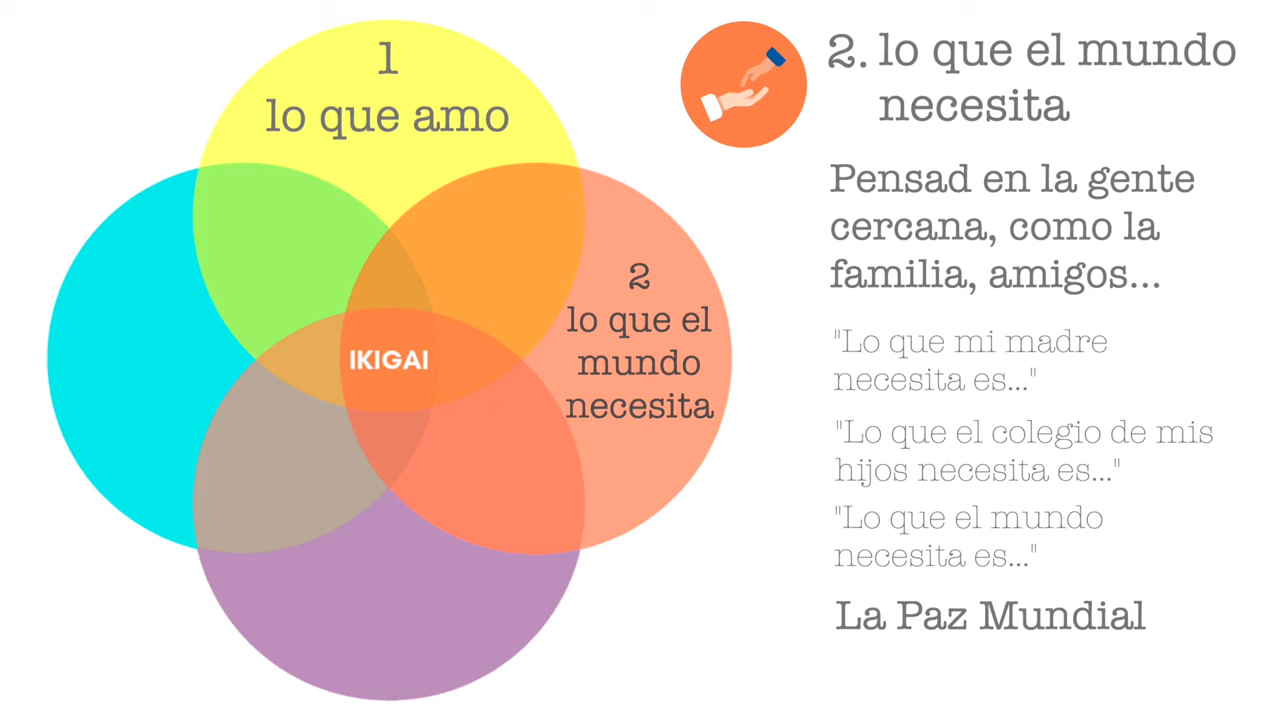 1
lo que amo
2
lo que el
mundo
necesita
IKIGAI
2. lo que el mundo
necesita
Pensad en la gente
cercana, como la
familia, amigos...
"Lo que mi madre
necesita es..."
"Lo que el colegio de mis
hijos necesita es..."
"Lo que el mundo
necesita es..."
La Paz Mundial